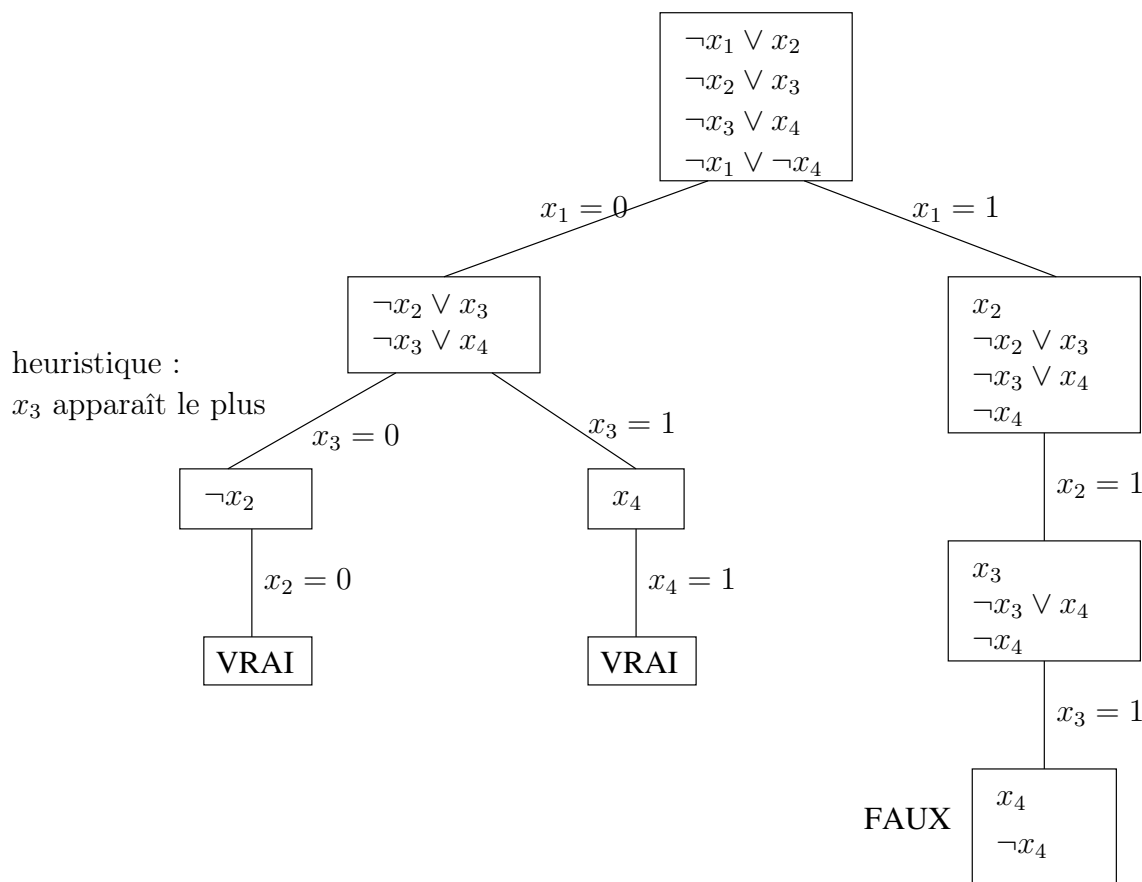 ¬x₁ ∨ x₂
¬x₂ ∨ x₃
¬x₃ ∨ x₄
¬x₁ ∨ ¬x₄
x₁ = 0
x₁ = 1
¬x₂ ∨ x₃
¬x₃ ∨ x₄
x₂
¬x₂ ∨ x₃
¬x₃ ∨ x₄
¬x₄
heuristique :
x₃ apparaît le plus
x₃ = 0
x₃ = 1
x₂ = 1
¬x₂
x₄
x₂ = 0
x₄ = 1
x₃
¬x₃ ∨ x₄
¬x₄
VRAI
VRAI
x₃ = 1
FAUX
x₄
¬x₄